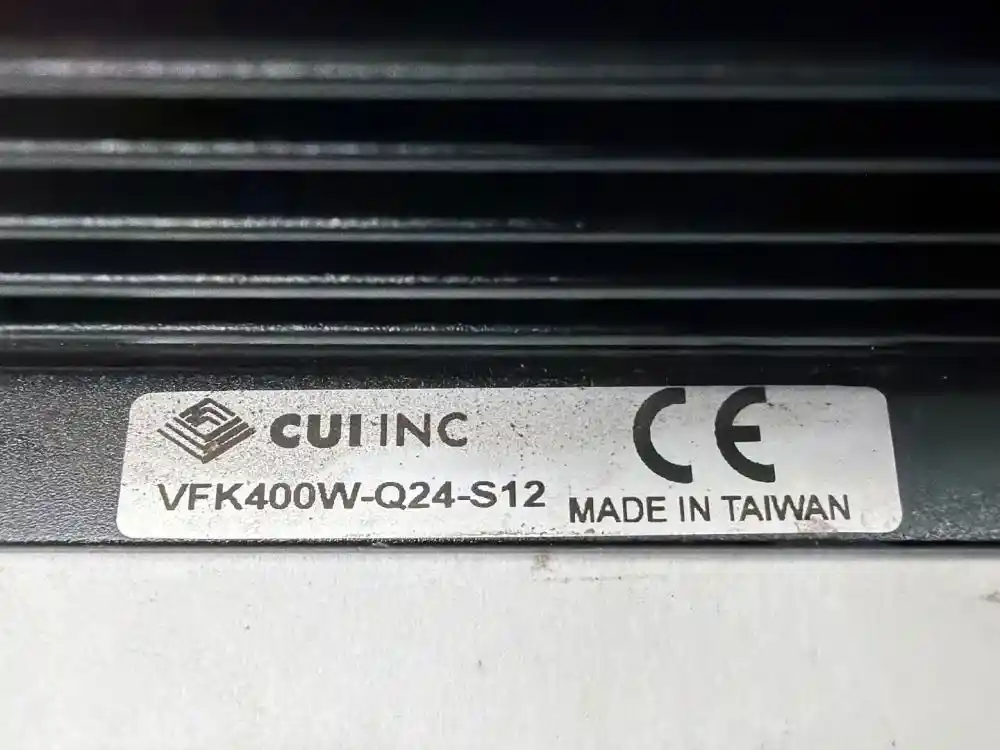 CUI INC
CE
VFK400W-Q24-S12
MADE IN TAIWAN